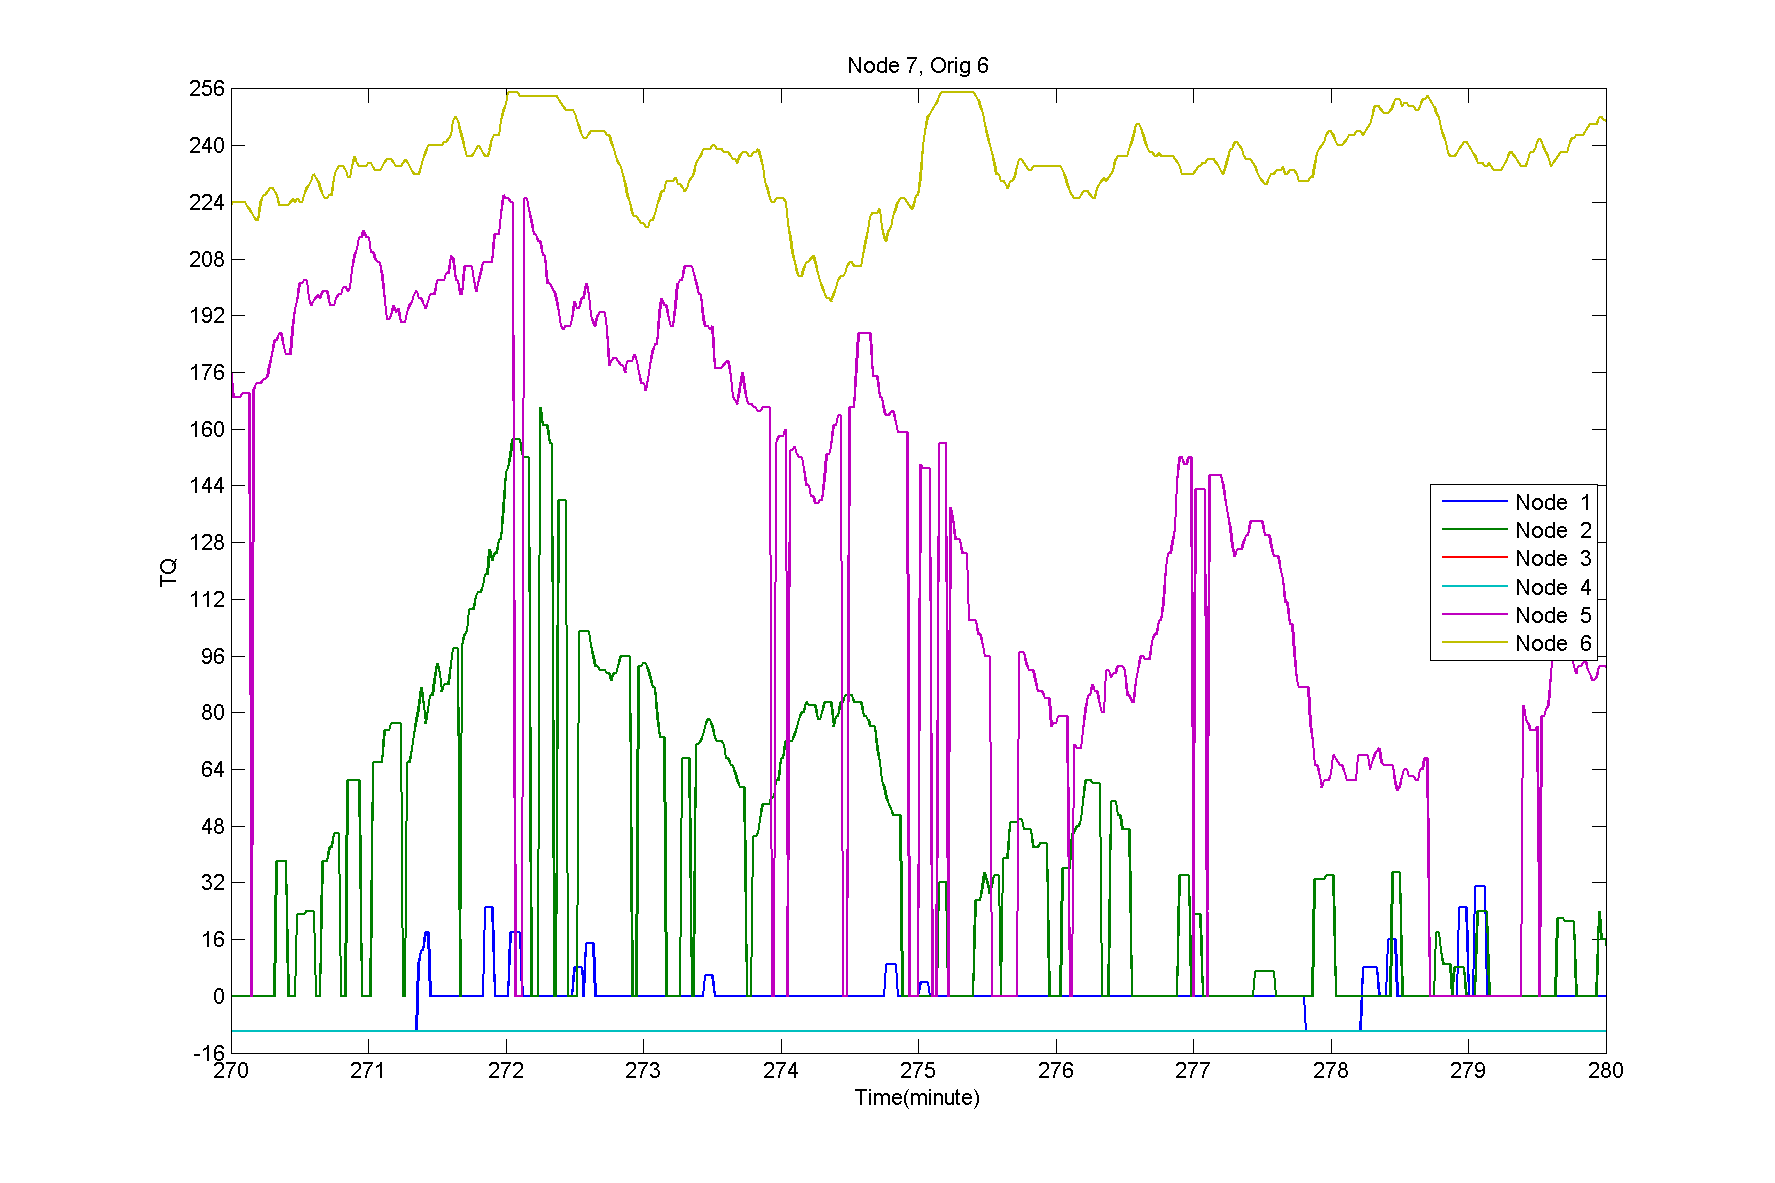 Node 7, Orig 6
256
240
224
208
192
176
160
144
128
112
96
80
64
48
32
16
0
-16
TQ
Node 1
Node 2
Node 3
Node 4
Node 5
Node 6
270 271 272 273 274 275 276 277 278 279 280
Time(minute)